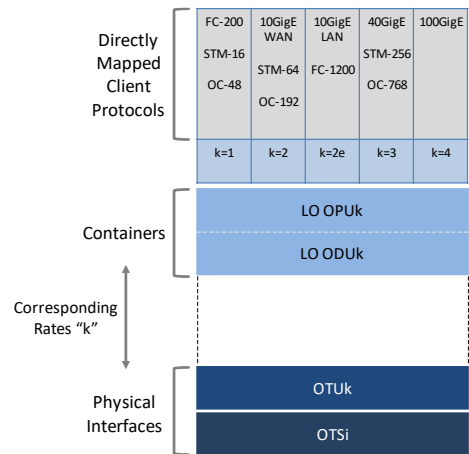 Directly
Mapped
Client
Protocols
FC-200
STM-16
OC-48
10GigE
WAN
STM-64
OC-192
10GigE
LAN
FC-1200
40GigE
STM-256
OC-768
100GigE
k=1
k=2
k=2e
k=3
k=4
Containers
LO OPUk
LO ODUk
Corresponding
Rates “k”
Physical
Interfaces
OTUk
OTSi